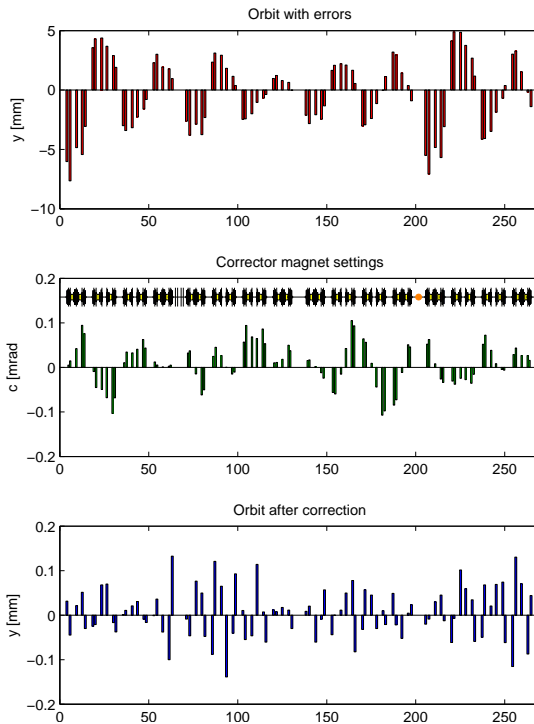 Orbit with errors
5
0
−5
−10
y [mm]
0 50 100 150 200 250
Corrector magnet settings
0.2
0.1
0
−0.1
−0.2
c [mrad
0 50 100 150 200 250
Orbit after correction
0.2
0.1
0
−0.1
−0.2
y [mm]
0 50 100 150 200 250